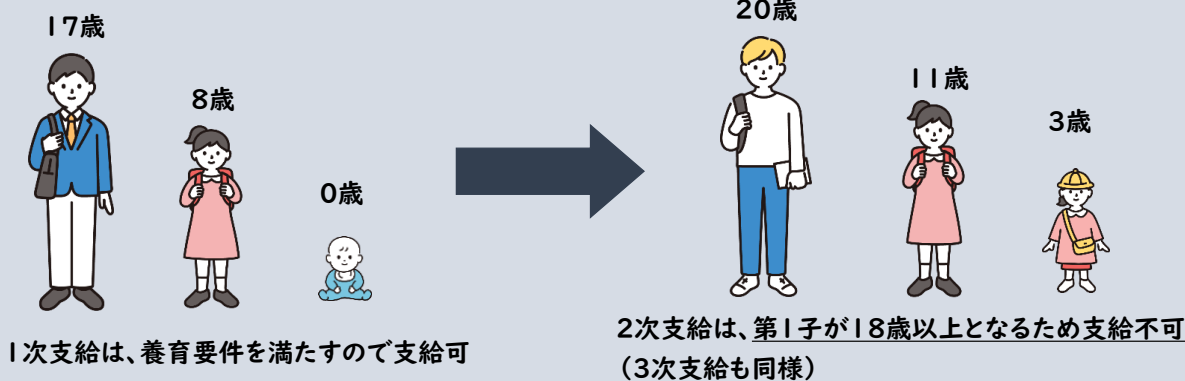 17歳
8歳
0歳
1次支給は、養育要件を満たすので支給可
20歳
11歳
3歳
2次支給は、第1子が18歳以上となるため支給不可
（3次支給も同様）